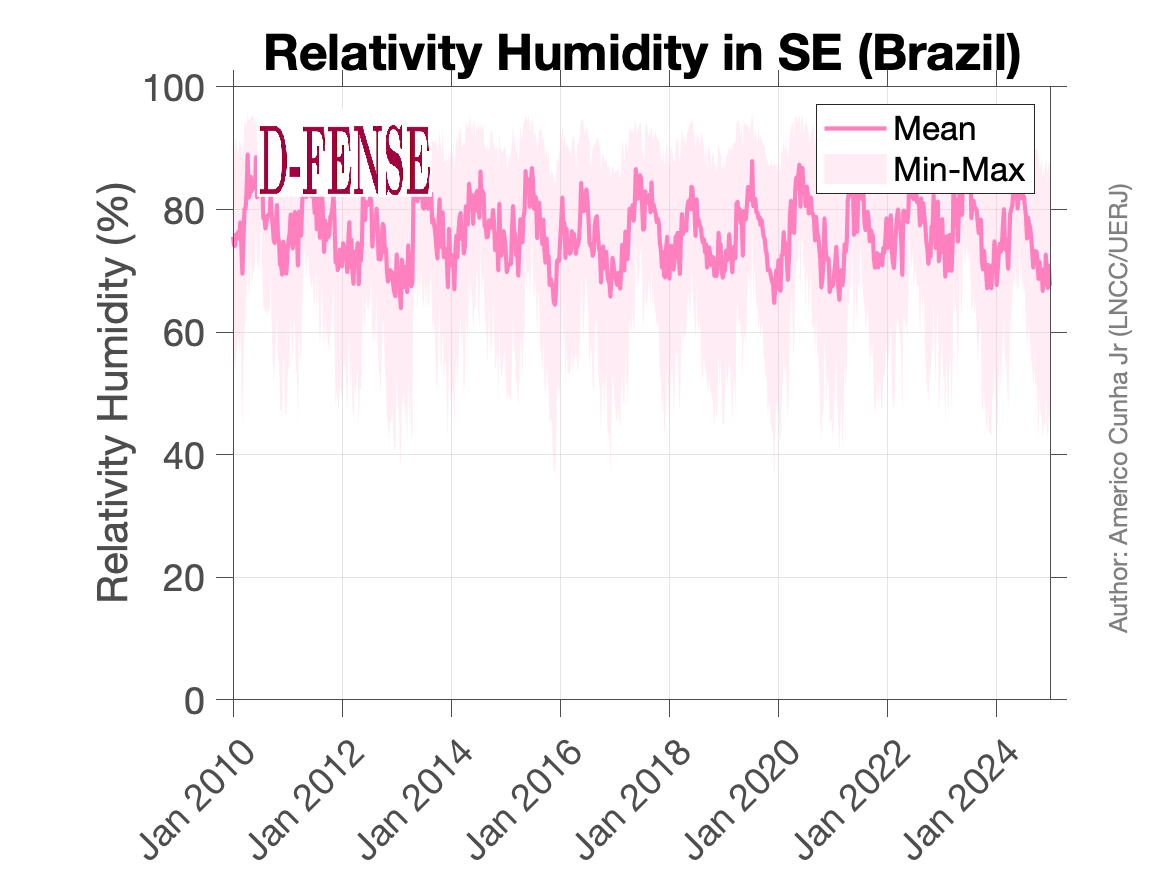 Relativity Humidity in SE (Brazil)
D-FENSE
Mean
Min-Max
Relativity Humidity (%)
100
80
60
40
20
0
Jan 2010
Jan 2012
Jan 2014
Jan 2016
Jan 2018
Jan 2020
Jan 2022
Jan 2024
Author: Americo Cunha Jr (LNCC/UERJ)